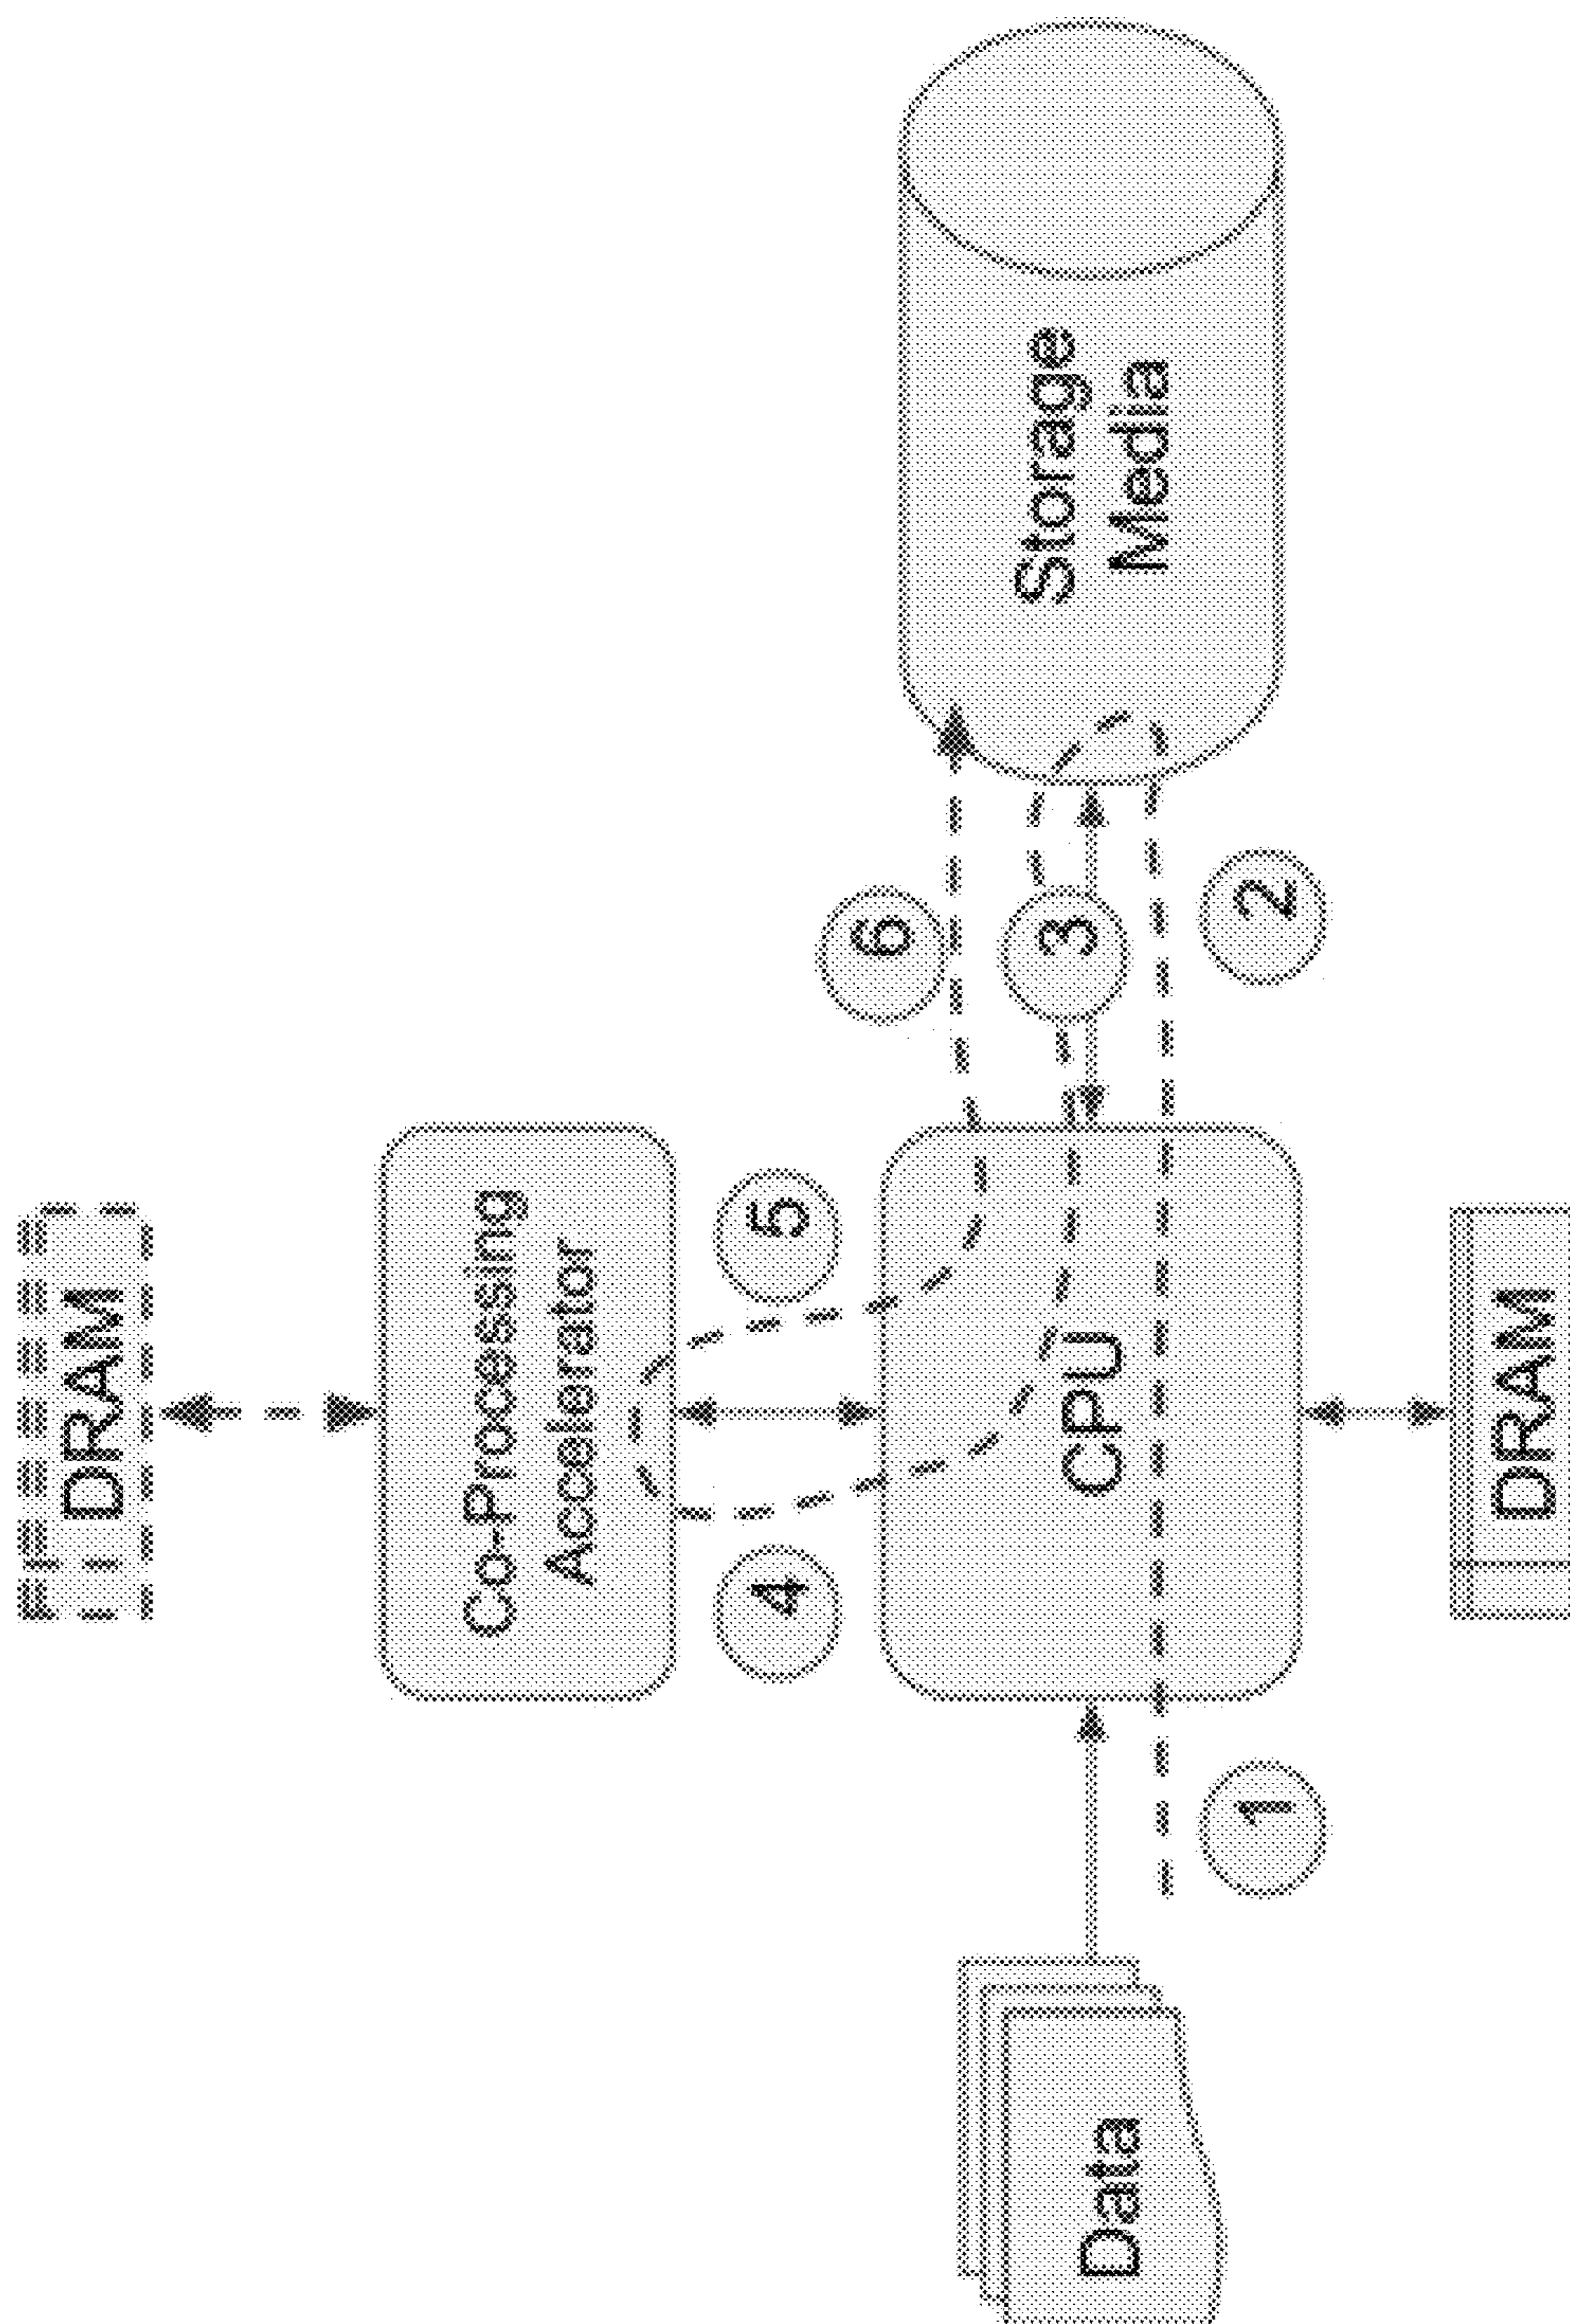 DRAM
Co-Processing
Accelerator
5
4
6
3
2
Storage
Media
CPU
1
Data
DRAM